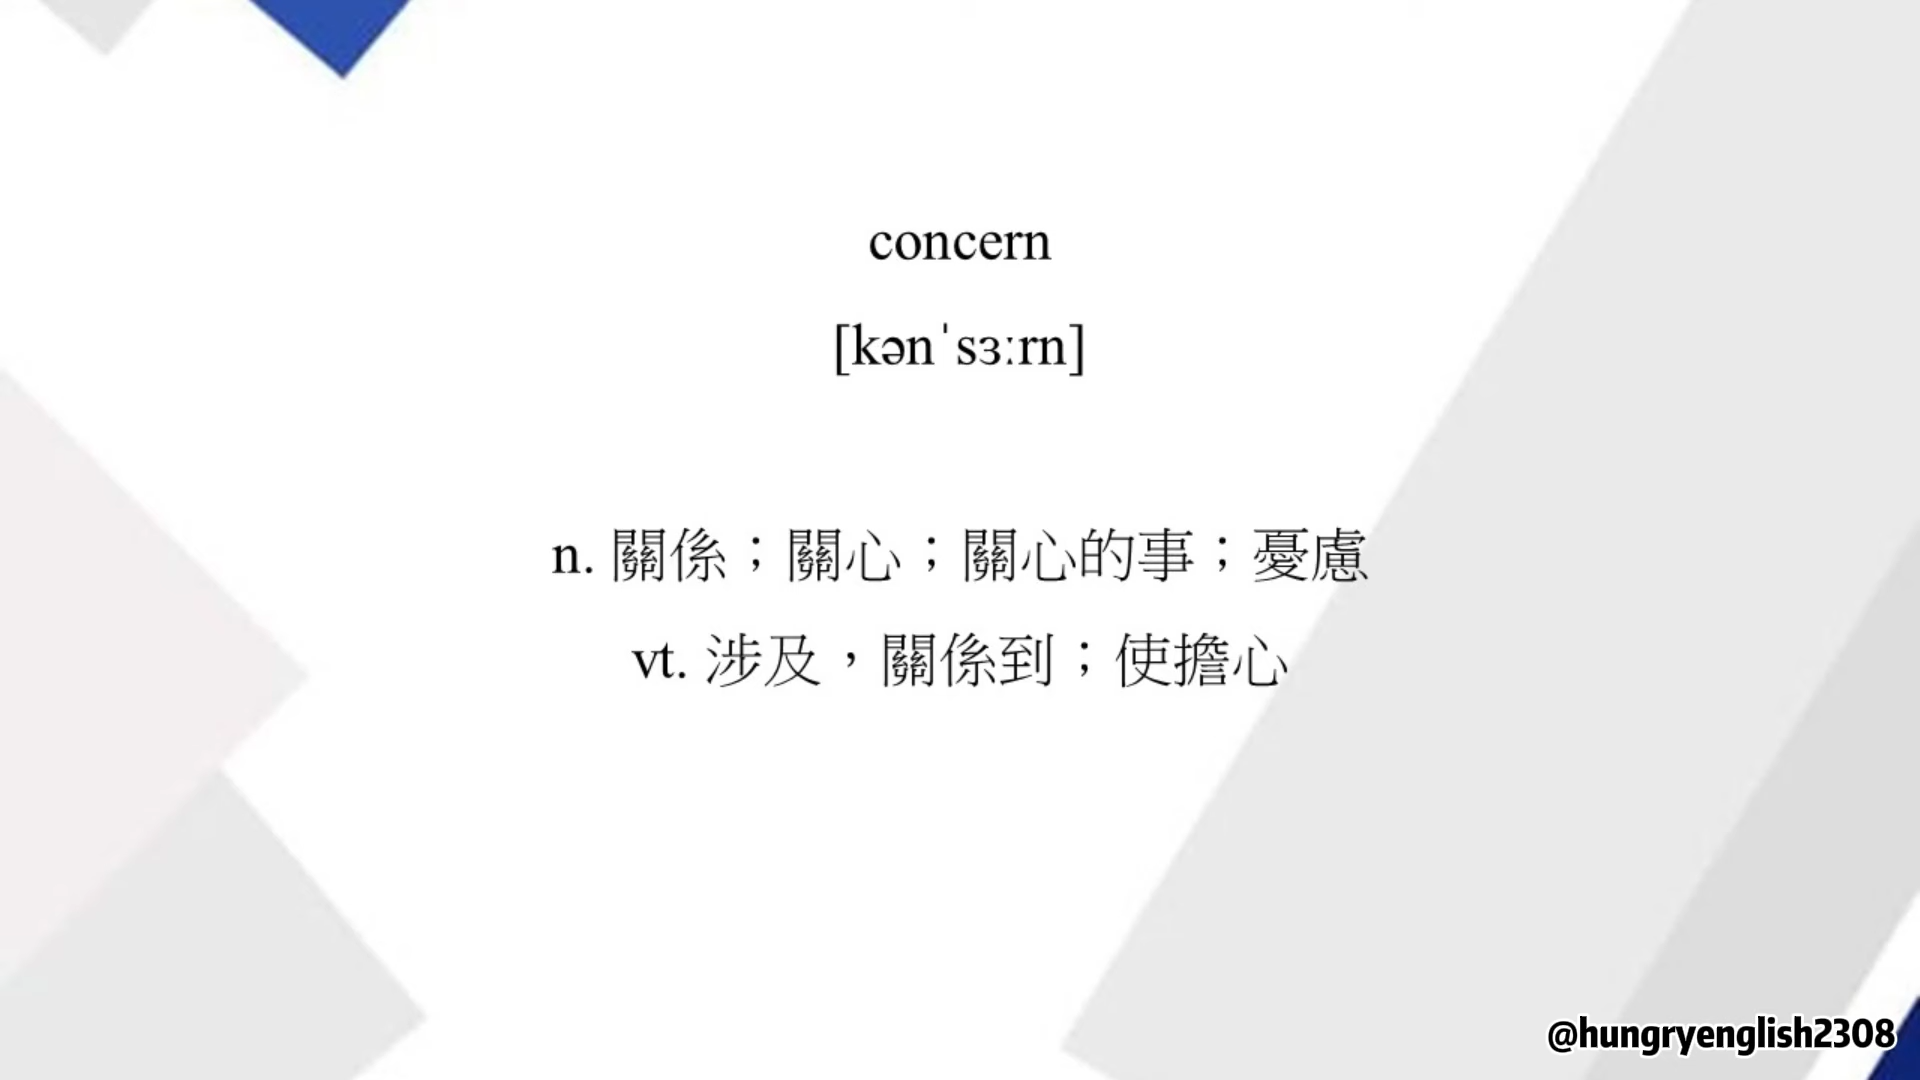 concern
[kənˈsɜːrn]
n. 關係；關心；關心的事；憂慮
vt. 涉及，關係到；使擔心
@hungryenglish2308